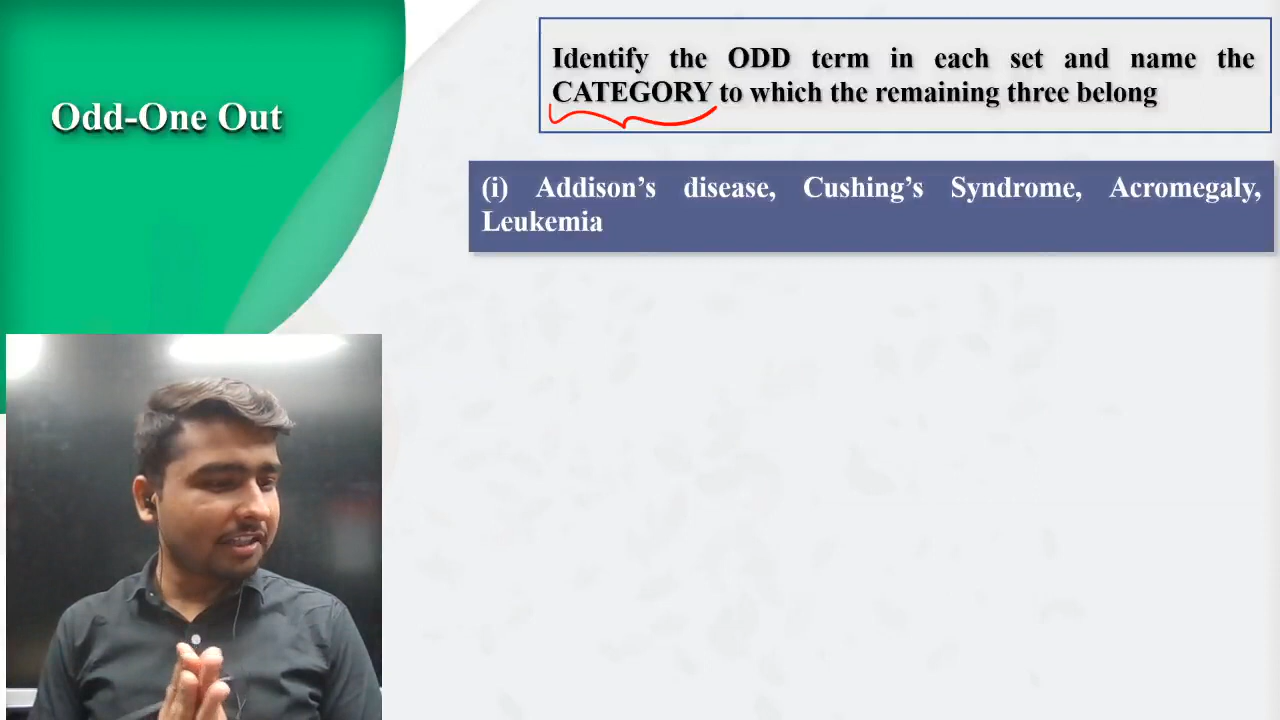 Odd-One Out
Identify the ODD term in each set and name the
CATEGORY to which the remaining three belong
(i) Addison’s disease, Cushing’s Syndrome, Acromegaly,
Leukemia